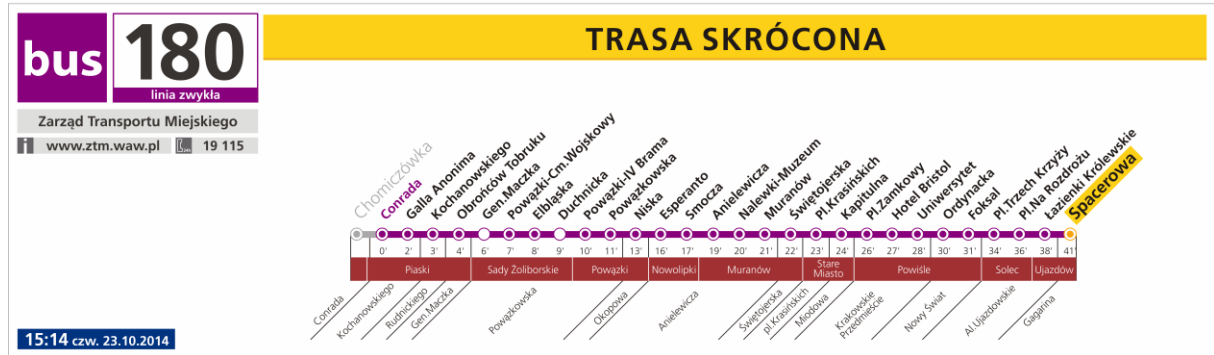 bus
180
linia zwykła
Zarząd Transportu Miejskiego
i www.ztm.waw.pl 19 115
TRASA SKRÓCONA
Chomiczówka
Conrada
Galla Anonima
Kochanowskiego
Obrońców Tobruku
Gen.Maczka
Powązki-Cm.Wojskowy
Elbląska
Duchnicka
Powązki-IV Brama
Powązkowska
Niska
Esperanto
Smocza
Anielewicza
Nalewki-Muzeum
Muranów
Świętojerska
Pl.Krasińskich
Kapitulna
Pl.Zamkowy
Hotel Bristol
Uniwersytet
Ordynacka
Foksal
Pl.Trzech Krzyży
Pl.Na Rozdrożu
Łazienki Królewskie
Spacerowa
0' 2' 3' 4' 6' 7' 8' 9' 10' 11' 13' 16' 17' 19' 20' 21' 22' 23' 24' 26' 27' 28' 30' 31' 34' 36' 38' 41'
Piaski
Sady Żoliborskie
Powązki
Nowolipki
Muranów
Stare
Miasto
Powiśle
Solec
Ujazdów
Conrada
Kochanowskiego
Rudnickiego
Gen.Maczka
Powązkowska
Okopowa
Anielewicza
Świętojerska
pl.Krasińskich
Miodowa
Krakowskie
Przedmieście
Nowy Świat
Al.Ujazdowskie
Gagarina
15:14 czw. 23.10.2014